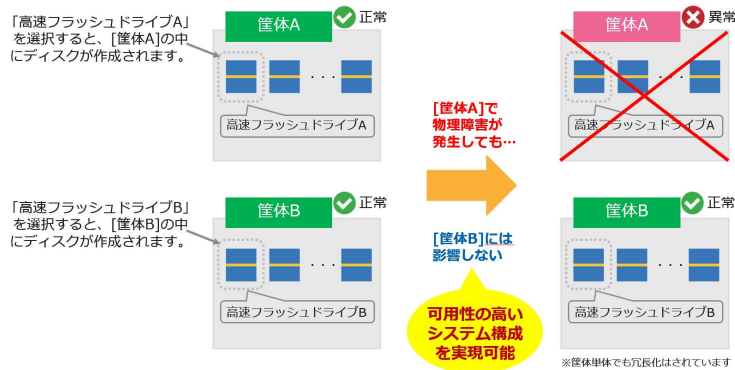 「高速フラッシュドライブA」
を選択すると、[筐体A]の中
にディスクが作成されます。
筐体A
正常
・・・
高速フラッシュドライブA
「高速フラッシュドライブB」
を選択すると、[筐体B]の中
にディスクが作成されます。
筐体B
正常
・・・
高速フラッシュドライブB
[筐体A]で
物理障害が
発生しても…
[筐体B]には
影響しない
可用性の高い
システム構成
を実現可能
筐体A
異常
・・・
高速フラッシュドライブA
筐体B
正常
・・・
高速フラッシュドライブB
※筐体単体でも冗長化はされています